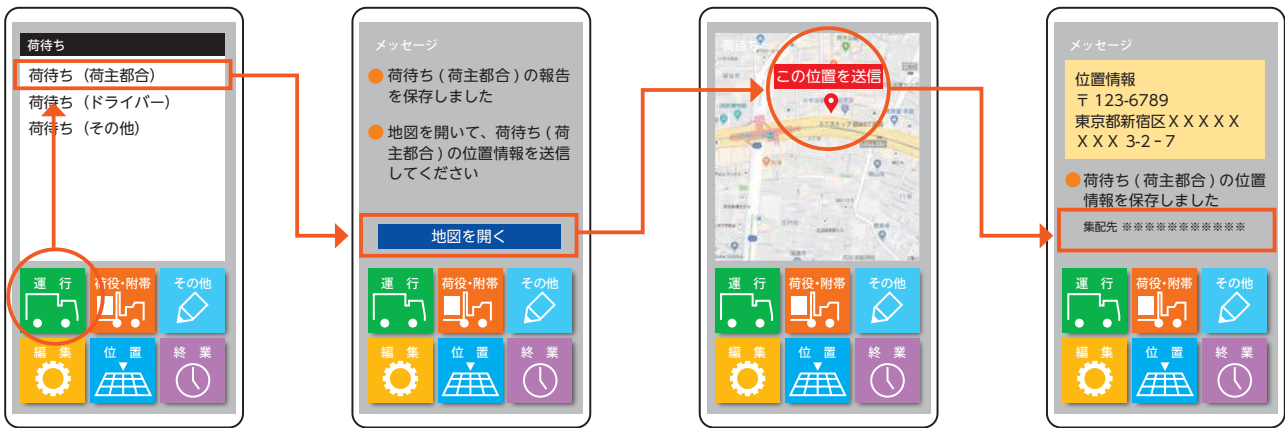 荷待ち
荷待ち（荷主都合）
荷待ち（ドライバー）
荷待ち（その他）
運 行
荷役・附帯
その他
編 集
位 置
終 業
メッセージ
荷待ち ( 荷主都合 ) の報告
を保存しました
地図を開いて、荷待ち ( 荷
主都合 ) の位置情報を送信
してください
地図を開く
運 行
荷役・附帯
その他
編 集
位 置
終 業
荷待ち
この位置を送信
運 行
荷役・附帯
その他
編 集
位 置
終 業
メッセージ
位置情報
〒 123-6789
東京都新宿区ＸＸＸＸＸ
ＸＸＸ 3-2－7
荷待ち ( 荷主都合 ) の位置
情報を保存しました
集配先 ※※※※※※※※※※※
運 行
荷役・附帯
その他
編 集
位 置
終 業